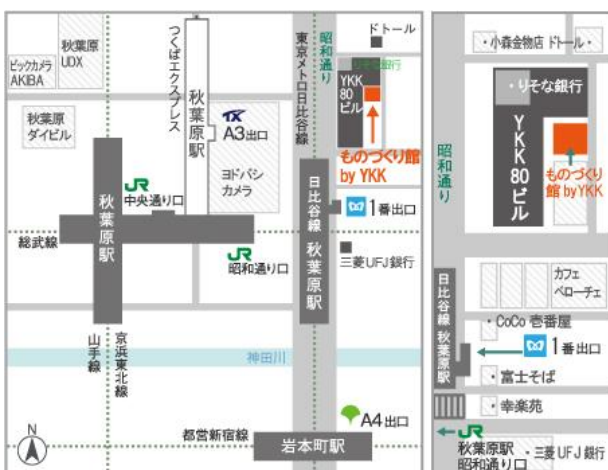 ドトール
秋葉原
UDX
ビックカメラ
AKIBA
つくばエクスプレス
秋葉原駅
東京メトロ日比谷線
昭和通り
りそな銀行
YKK
80
ビル
秋葉原
ダイビル
TX
A3出口
ヨドバシ
カメラ
ものづくり館
by YKK
JR
中央通り口
秋葉原駅
日比谷線 秋葉原駅
1番出口
総武線
JR
昭和通り口
三菱UFJ銀行
山手線
京浜東北線
神田川
N
都営新宿線
A4出口
岩本町駅
・小森金物店 ドトール・
・りそな銀行
YKK80ビル
昭和通り
ものづくり
館 by YKK
カフェ
ベローチェ
日比谷線 秋葉原駅
・CoCo壱番屋
1番出口
・富士そば
・幸楽苑
JR
秋葉原駅
昭和通り口
・三菱UFJ銀行